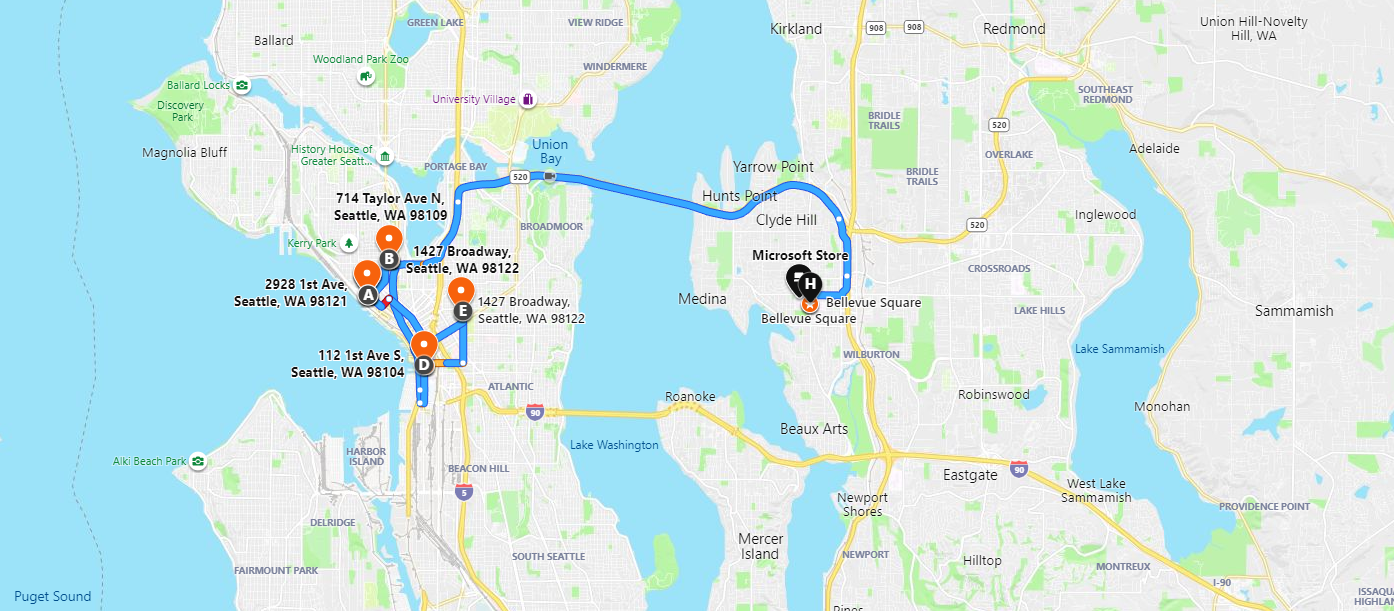 GREEN LAKE
VIEW RIDGE
Kirkland
908
908
Redmond
Union Hill-Novelty
Hill, WA
Ballard
Woodland Park Zoo
WINDERMERE
Ballard Locks
University Village
SOUTHEAST
REDMOND
Discovery
Park
BRIDLE
TRAILS
520
Magnolia Bluff
History House of
Greater Seatt...
Union
Bay
OVERLAKE
Adelaide
PORTAGE BAY
520
Yarrow Point
BRIDLE
TRAILS
714 Taylor Ave N,
Seattle, WA 98109
Hunts Point
Clyde Hill
Inglewood
BROADMOOR
520
Kerry Park
B
1427 Broadway,
Seattle, WA 98122
Microsoft Store
CROSSROADS
2928 1st Ave,
Seattle, WA 98121
A
H
Medina
1427 Broadway,
Seattle, WA 98122
E
Bellevue Square
Bellevue Square
LAKE HILLS
Sammamish
112 1st Ave S,
Seattle, WA 98104
D
WILBURTON
Lake Sammamish
ATLANTIC
Roanoke
Robinswood
90
Monohan
Beaux Arts
Lake Washington
HARBOR
ISLAND
Alki Beach Park
BEACON HILL
90
Eastgate
5
West Lake
Sammamish
Newport
Shores
PROVIDENCE POINT
DELRIDGE
Mercer
Island
SOUTH SEATTLE
NEWPORT
Hilltop
FAIRMOUNT PARK
MONTREUX
I-90
Puget Sound
Pines
ISSAQU
HIGHLAN